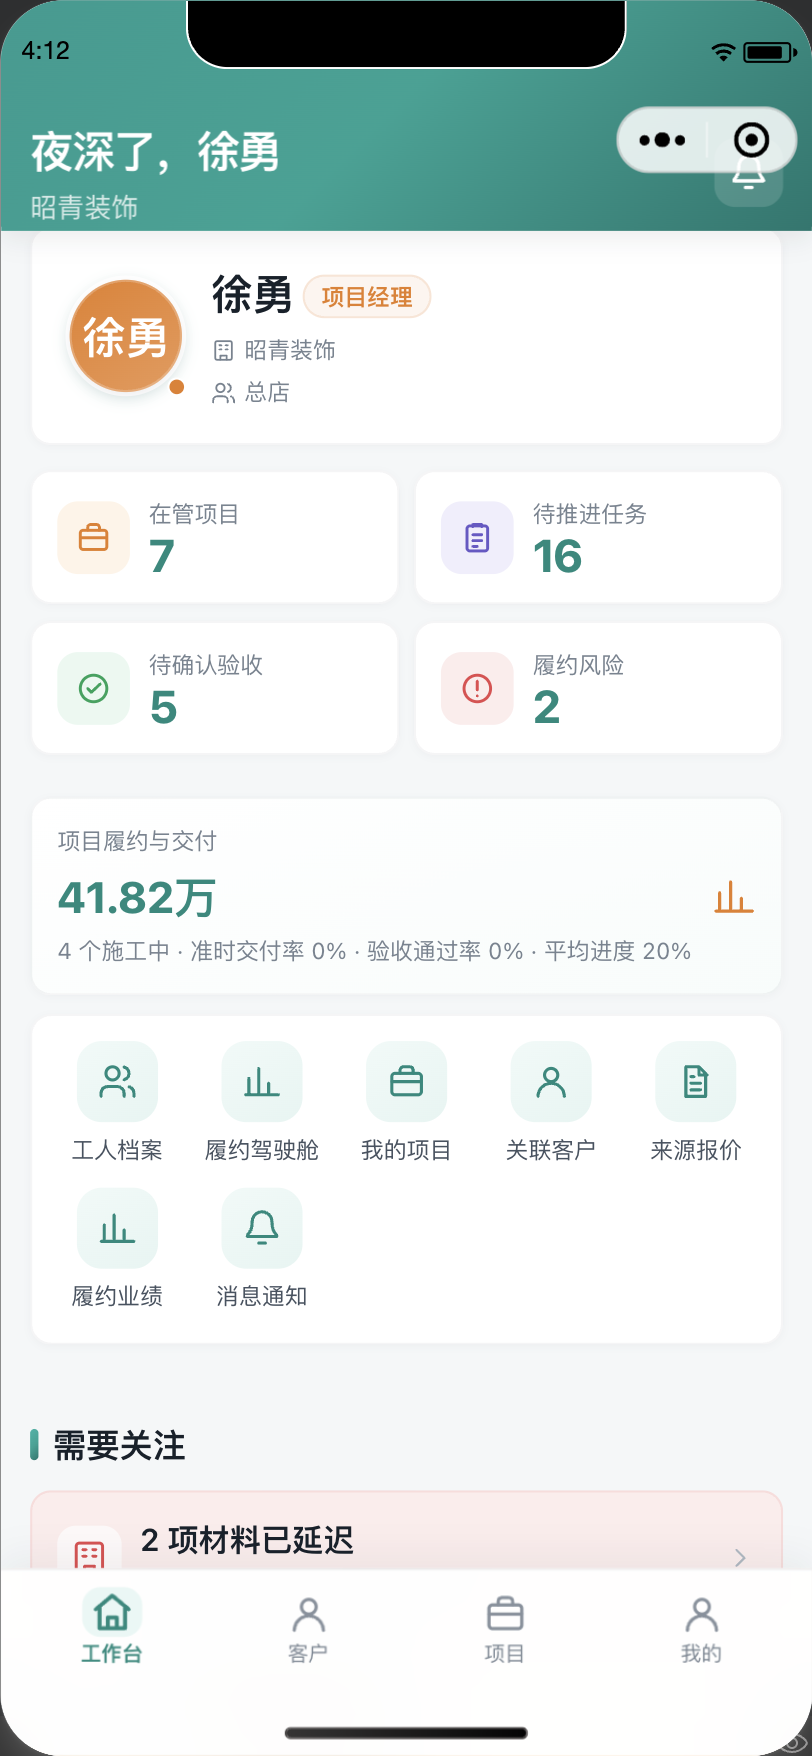 4:12
夜深了，徐勇
昭青装饰
徐勇
徐勇 项目经理
昭青装饰
总店
在管项目
7
待推进任务
16
待确认验收
5
履约风险
2
项目履约与交付
41.82万
4 个施工中 · 准时交付率 0% · 验收通过率 0% · 平均进度 20%
工人档案 履约驾驶舱 我的项目 关联客户 来源报价
履约业绩 消息通知
需要关注
2 项材料已延迟
工作台 客户 项目 我的